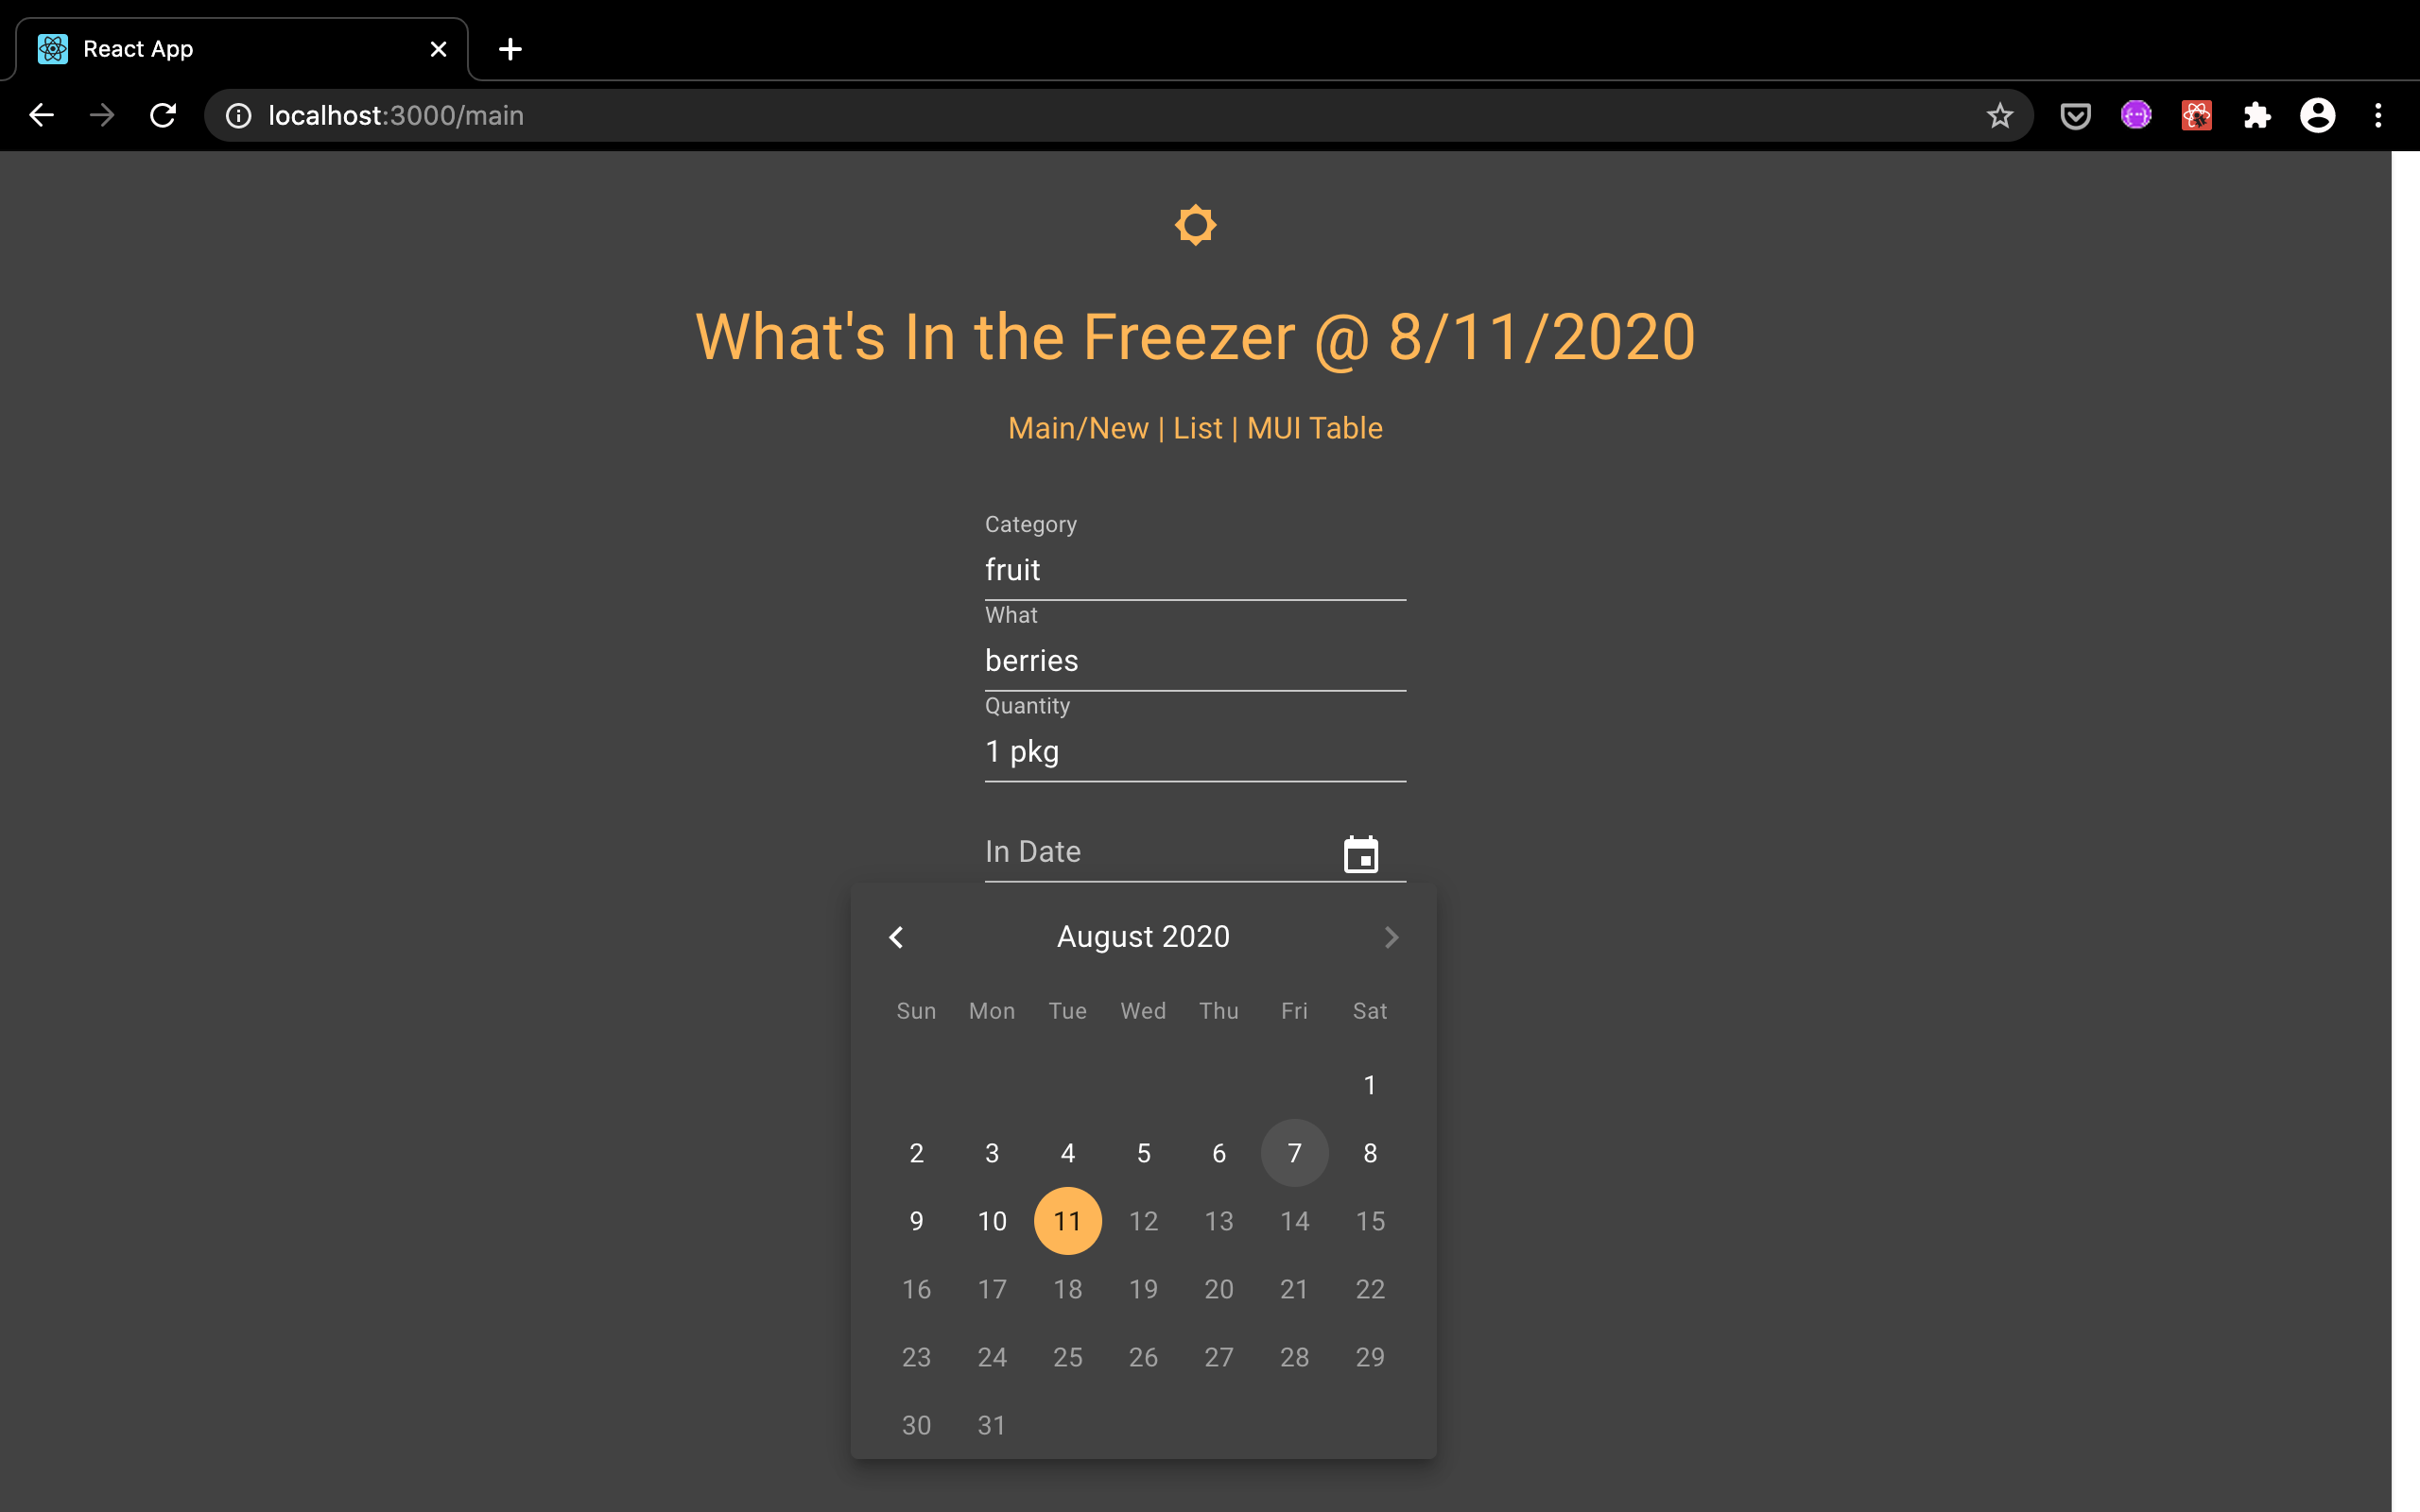 React App
localhost:3000/main
What's In the Freezer @ 8/11/2020
Main/New | List | MUI Table
Category
fruit
What
berries
Quantity
1 pkg
In Date
August 2020
Sun Mon Tue Wed Thu Fri Sat
1
2 3 4 5 6 7 8
9 10 11 12 13 14 15
16 17 18 19 20 21 22
23 24 25 26 27 28 29
30 31